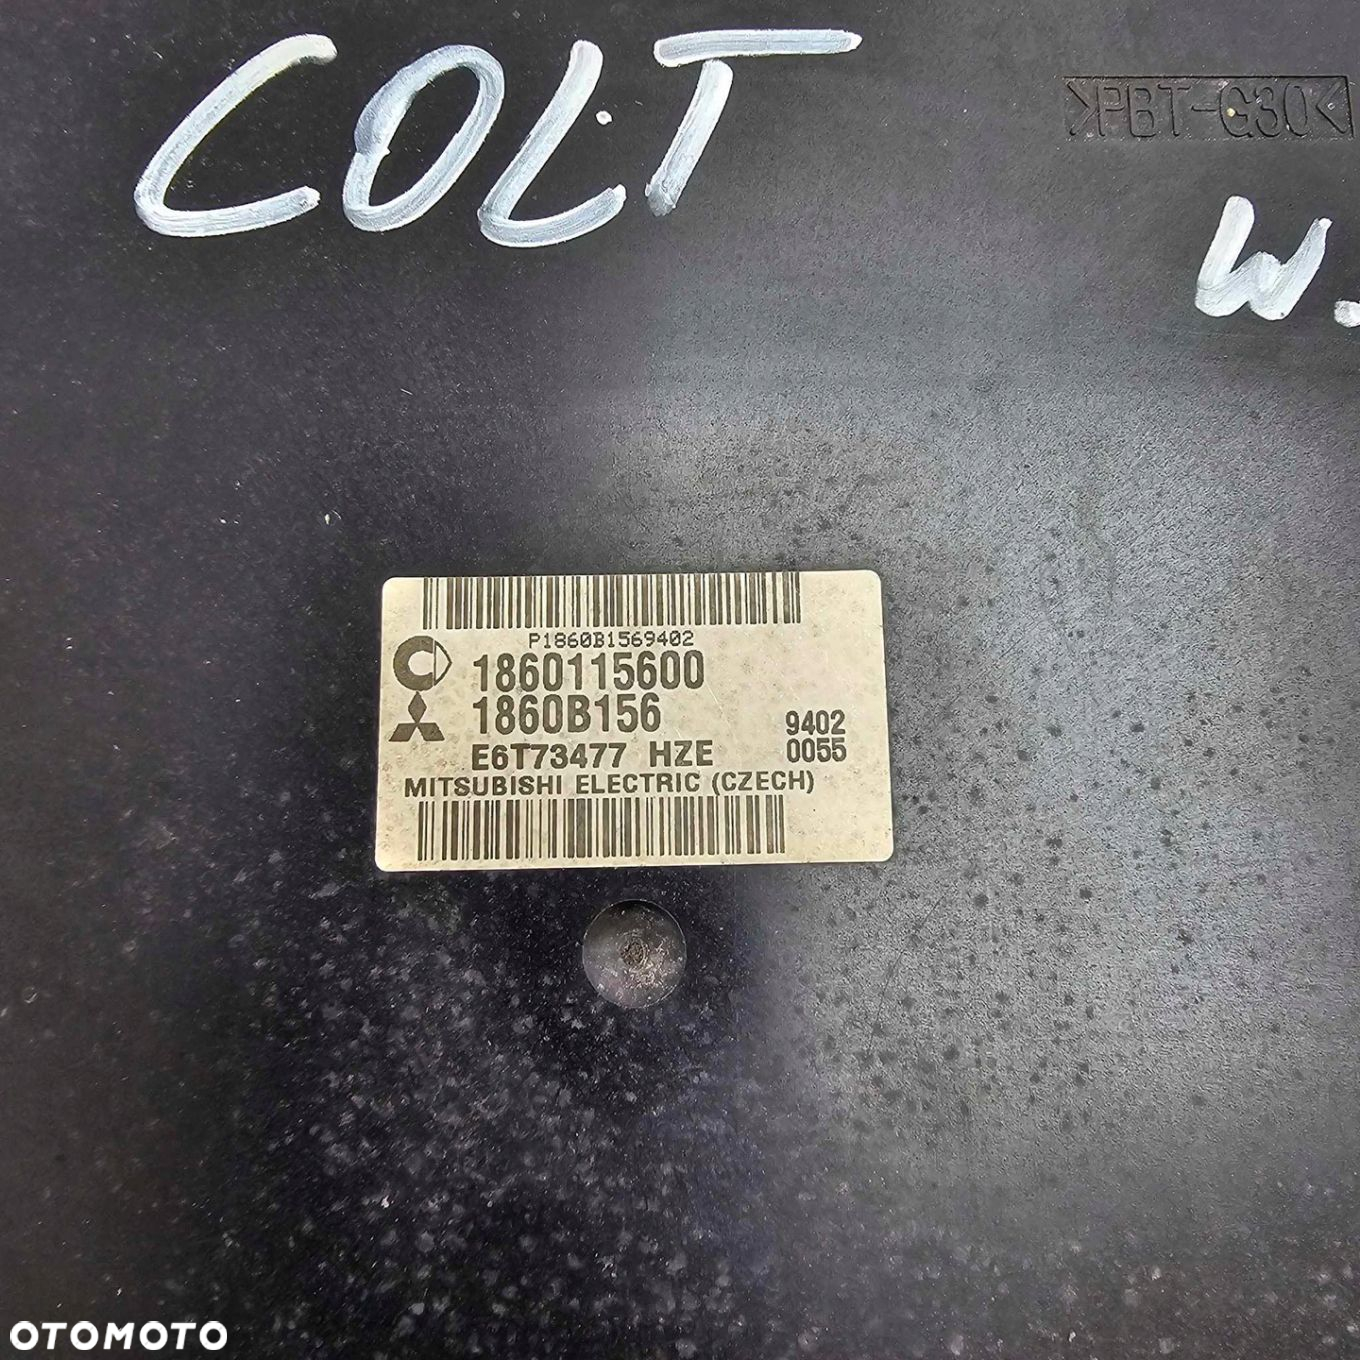 COLT
>PBT-G30<
W.
P1860B1569402
1860115600
1860B156
9402
E6T73477 HZE
0055
MITSUBISHI ELECTRIC (CZECH)
OTOMOTO